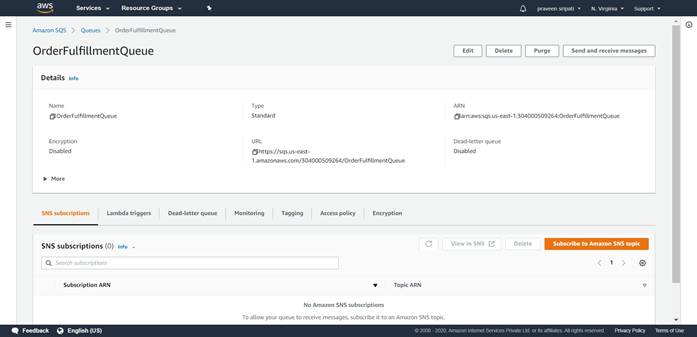 aws Services Resource Groups praveen sripati N. Virginia Support
Amazon SQS > Queues > OrderFulfillmentQueue
OrderFulfillmentQueue
Edit Delete Purge Send and receive messages
Details Info
Name Type ARN
OrderFulfillmentQueue Standard arn:aws:sqs:us-east-1:304000509264:OrderFulfillmentQueue
Encryption URL Dead-letter queue
Disabled https://sqs.us-east- Disabled
1.amazonaws.com/304000509264/OrderFulfillmentQueue
More
SNS subscriptions Lambda triggers Dead-letter queue Monitoring Tagging Access policy Encryption
SNS subscriptions (0) Info View in SNS Delete Subscribe to Amazon SNS topic
Search subscriptions 1
Subscription ARN Topic ARN
No Amazon SNS subscriptions
To allow your queue to receive messages, subscribe it to an Amazon SNS topic.
Feedback English (US) © 2008 - 2020, Amazon Internet Services Private Ltd. or its affiliates. All rights reserved. Privacy Policy Terms of Use